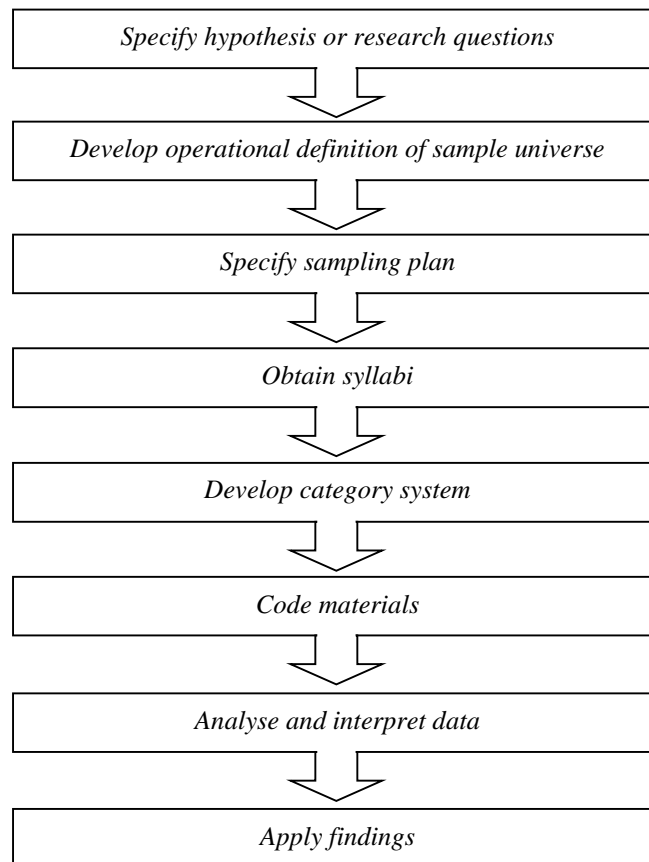 Specify hypothesis or research questions
Develop operational definition of sample universe
Specify sampling plan
Obtain syllabi
Develop category system
Code materials
Analyse and interpret data
Apply findings